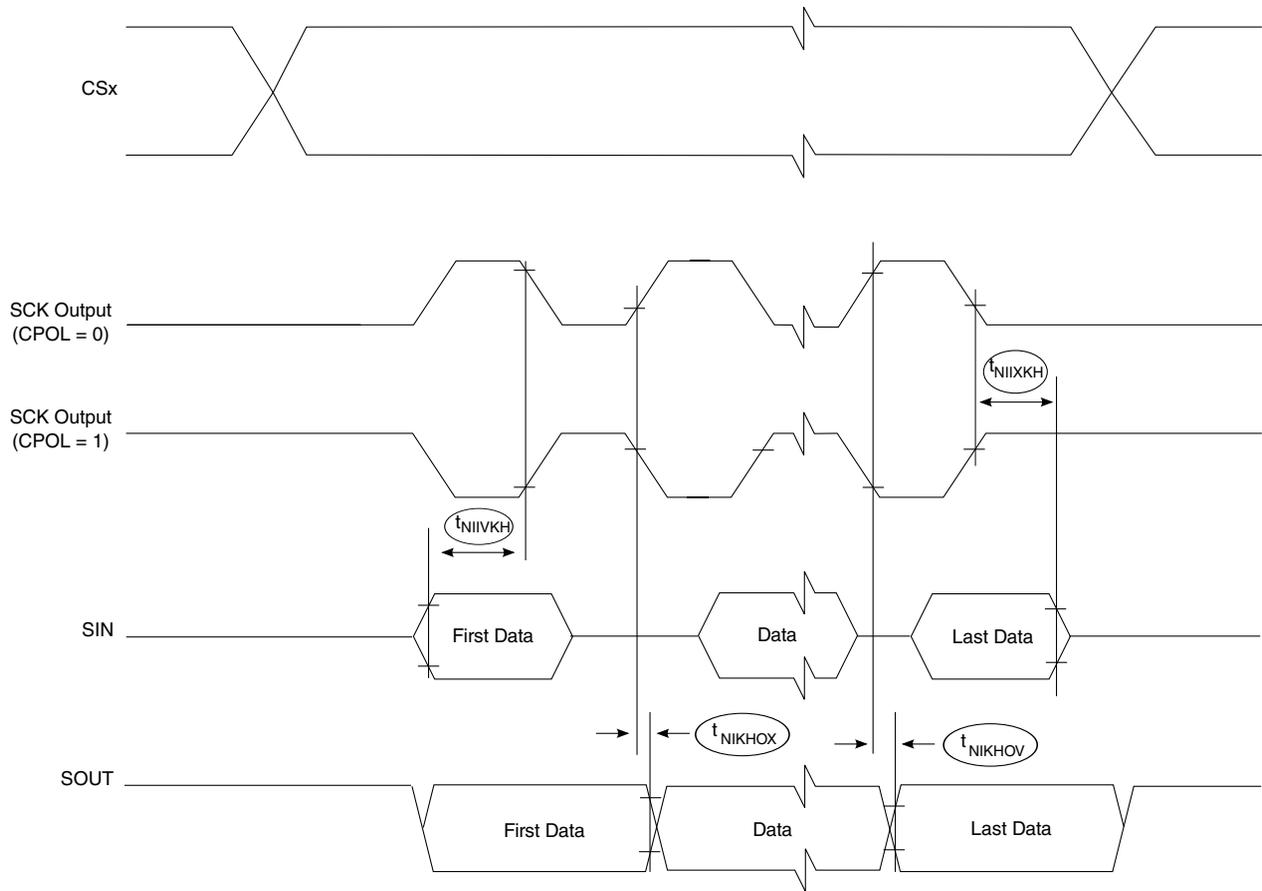 CSx
SCK Output
(CPOL = 0)
tNIIXKH
SCK Output
(CPOL = 1)
tNIIVKH
SIN
First Data
Data
Last Data
tNIKHOX
tNIKHOV
SOUT
First Data
Data
Last Data